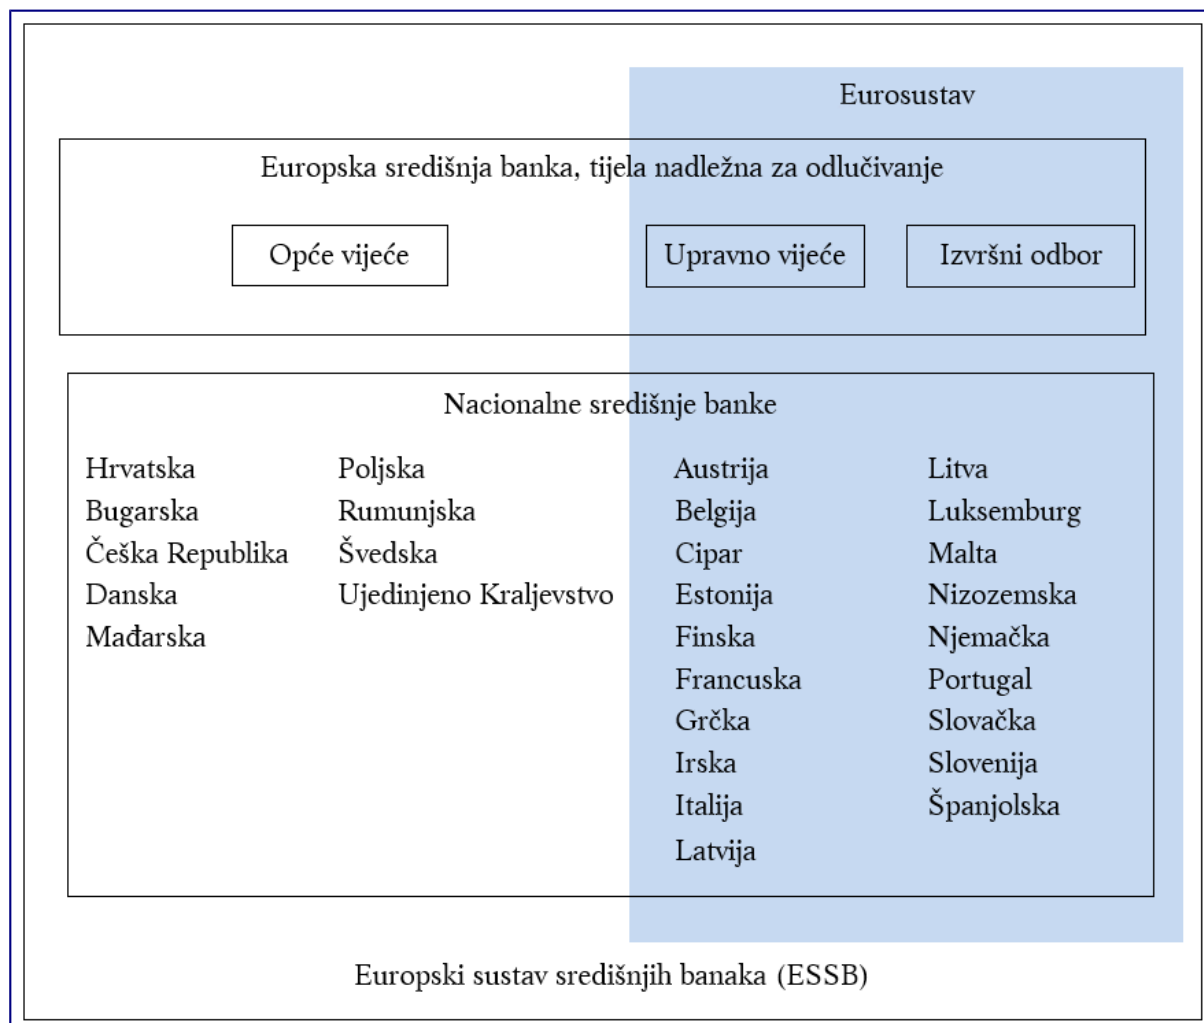 Eurosustav
Europska središnja banka, tijela nadležna za odlučivanje
Opće vijeće
Upravno vijeće
Izvršni odbor
Nacionalne središnje banke
Hrvatska
Bugarska
Češka Republika
Danska
Mađarska
Poljska
Rumunjska
Švedska
Ujedinjeno Kraljevstvo
Austrija
Belgija
Cipar
Estonija
Finska
Francuska
Grčka
Irska
Italija
Latvija
Litva
Luksemburg
Malta
Nizozemska
Njemačka
Portugal
Slovačka
Slovenija
Španjolska
Europski sustav središnjih banaka (ESSB)